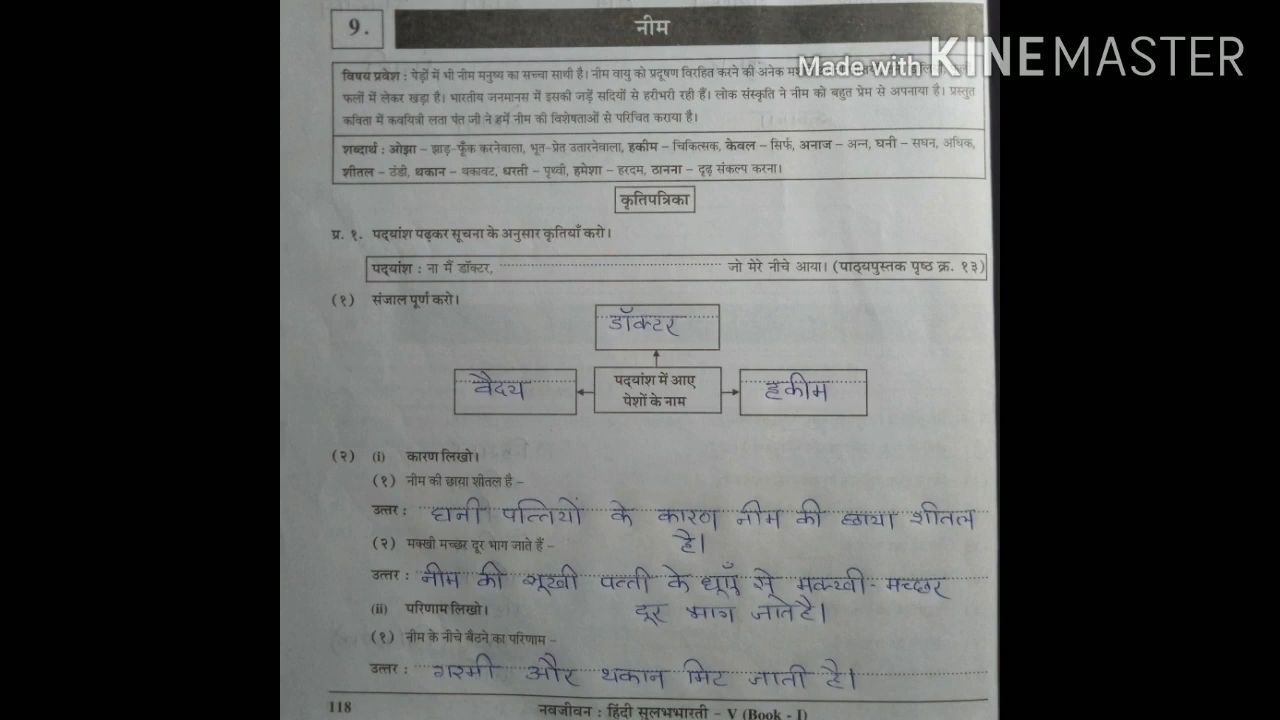 9.
नीम
Made with KINEMASTER
विषय प्रवेश : पेड़ों में भी नीम मनुष्य का सच्चा साथी है। नीम वायु को प्रदूषण विरहित करने की अनेक
फलों में लेकर खड़ा है। भारतीय जनमानस में इसकी जड़ें सदियों से हरीभरी रही हैं। लोक संस्कृति ने नीम को बहुत प्रेम से अपनाया है। प्रस्तुत
कविता में कवयित्री लता पंत जी ने हमें नीम की विशेषताओं से परिचित कराया है।
शब्दार्थ : ओझा – झाड़-फूँक करनेवाला, भूत-प्रेत उतारनेवाला, हकीम – चिकित्सक, केवल – सिर्फ, अनाज – अन्न, घनी – सघन, अधिक,
शीतल – ठंडी, थकान – थकावट, धरती – पृथ्वी, हमेशा – हरदम, ठानना – दृढ़ संकल्प करना।
कृतिपत्रिका
प्र. १. पद्यांश पढ़कर सूचना के अनुसार कृतियाँ करो।
पद्यांश : ना मैं डॉक्टर, ........................ जो मेरे नीचे आया। (पाठ्यपुस्तक पृष्ठ क्र. १३)
(१) संजाल पूर्ण करो।
डॉक्टर
वैद्य
पद्यांश में आए
पेशों के नाम
हकीम
(२) (i) कारण लिखो।
(१) नीम की छाया शीतल है –
उत्तर : घनी पत्तियों के कारण नीम की छाया शीतल
है।
(२) मक्खी मच्छर दूर भाग जाते हैं –
उत्तर : नीम की सूखी पत्ती के धूएँ से मक्खी-मच्छर
दूर भाग जाते है।
(ii) परिणाम लिखो।
(१) नीम के नीचे बैठने का परिणाम –
उत्तर : गरमी और थकान मिट जाती है।
118
नवजीवन : हिंदी सुलभभारती – V (Book - I)